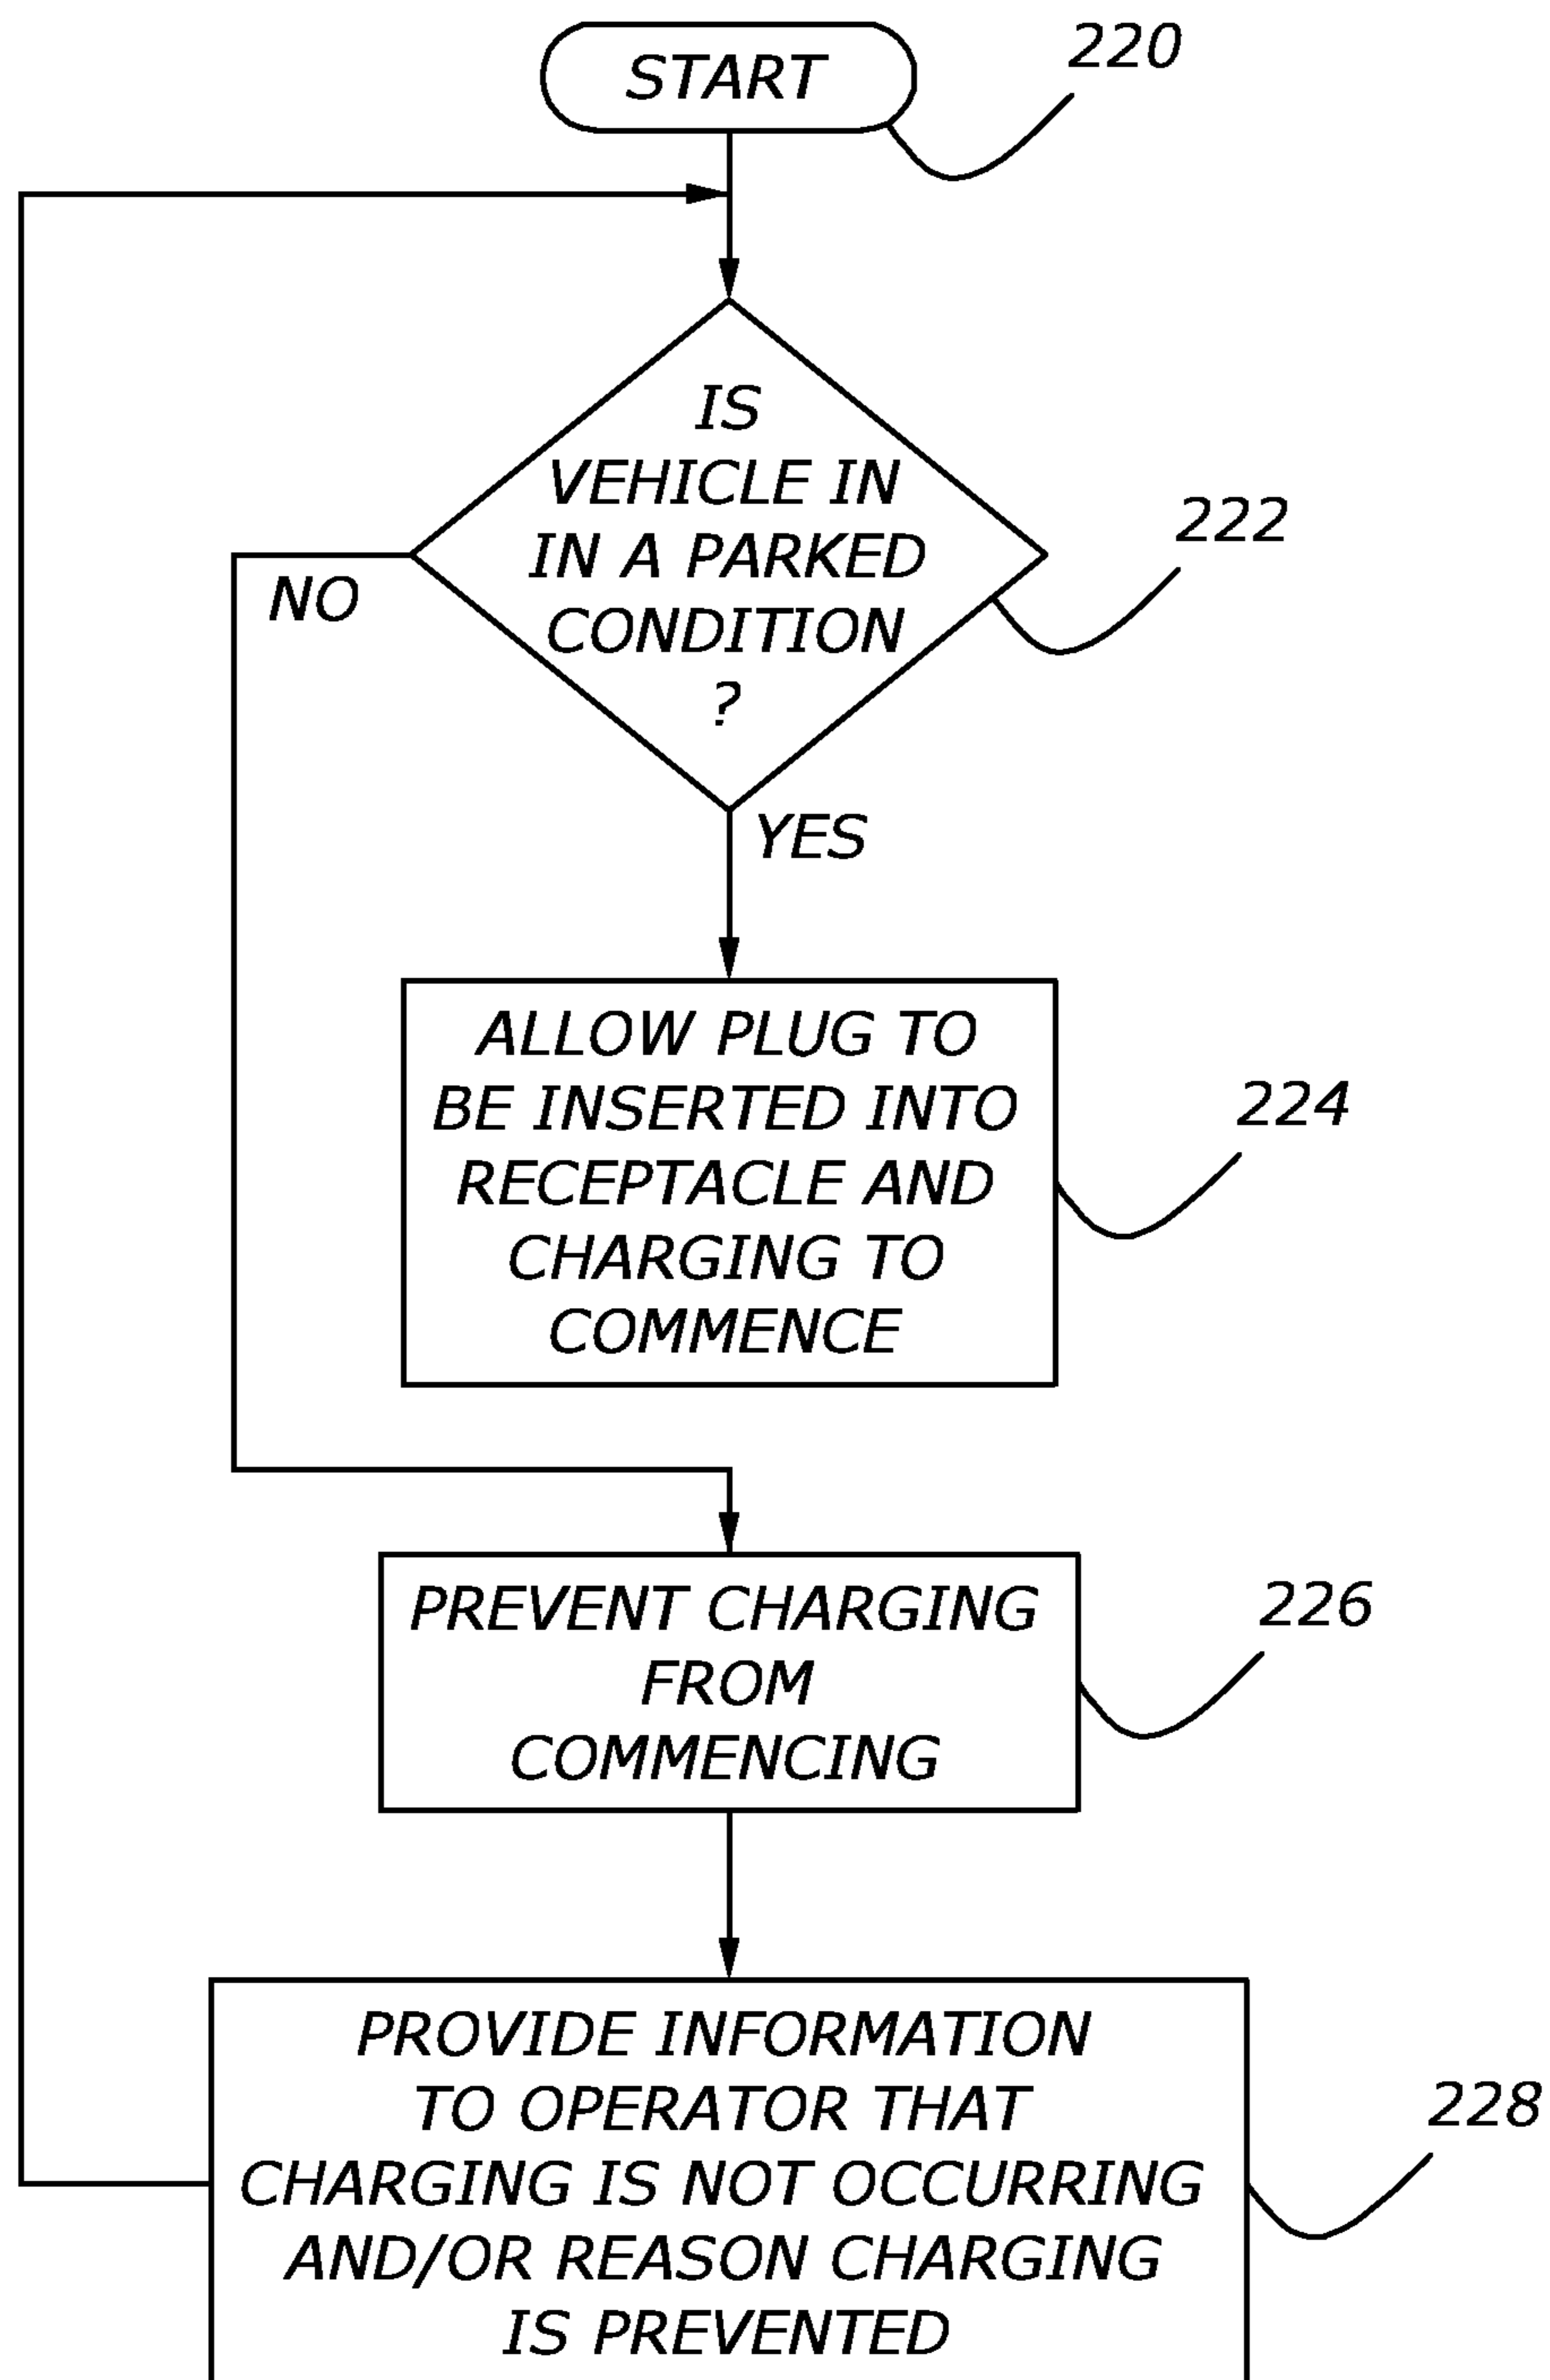 START
220
IS
VEHICLE IN
IN A PARKED
CONDITION
?
222
NO
YES
ALLOW PLUG TO
BE INSERTED INTO
RECEPTACLE AND
CHARGING TO
COMMENCE
224
PREVENT CHARGING
FROM
COMMENCING
226
PROVIDE INFORMATION
TO OPERATOR THAT
CHARGING IS NOT OCCURRING
AND/OR REASON CHARGING
IS PREVENTED
228